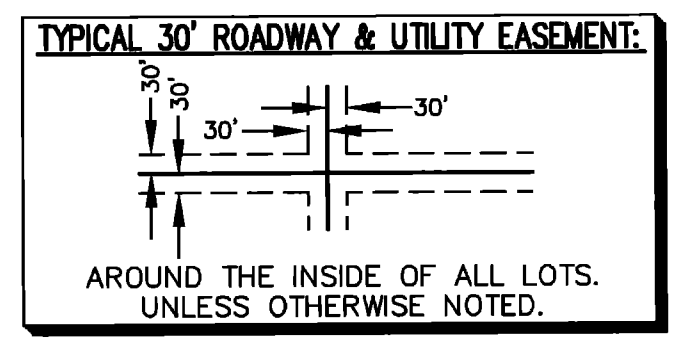 TYPICAL 30' ROADWAY & UTILITY EASEMENT:
30'
30'
30'
30'
AROUND THE INSIDE OF ALL LOTS.
UNLESS OTHERWISE NOTED.